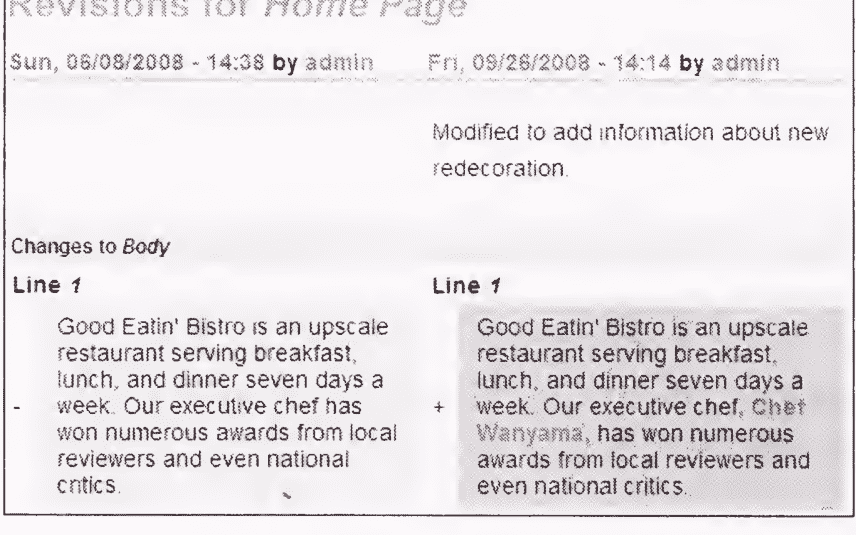 Revisions for Home Page
Sun, 06/08/2008 - 14:38 by admin
Fri, 09/26/2008 - 14:14 by admin
Modified to add information about new
redecoration.
Changes to Body
Line 1
Line 1
- Good Eatin' Bistro is an upscale
restaurant serving breakfast,
lunch, and dinner seven days a
week. Our executive chef has
won numerous awards from local
reviewers and even national
critics.
+ Good Eatin' Bistro is an upscale
restaurant serving breakfast,
lunch, and dinner seven days a
week. Our executive chef, Chef
Wanyama, has won numerous
awards from local reviewers and
even national critics.